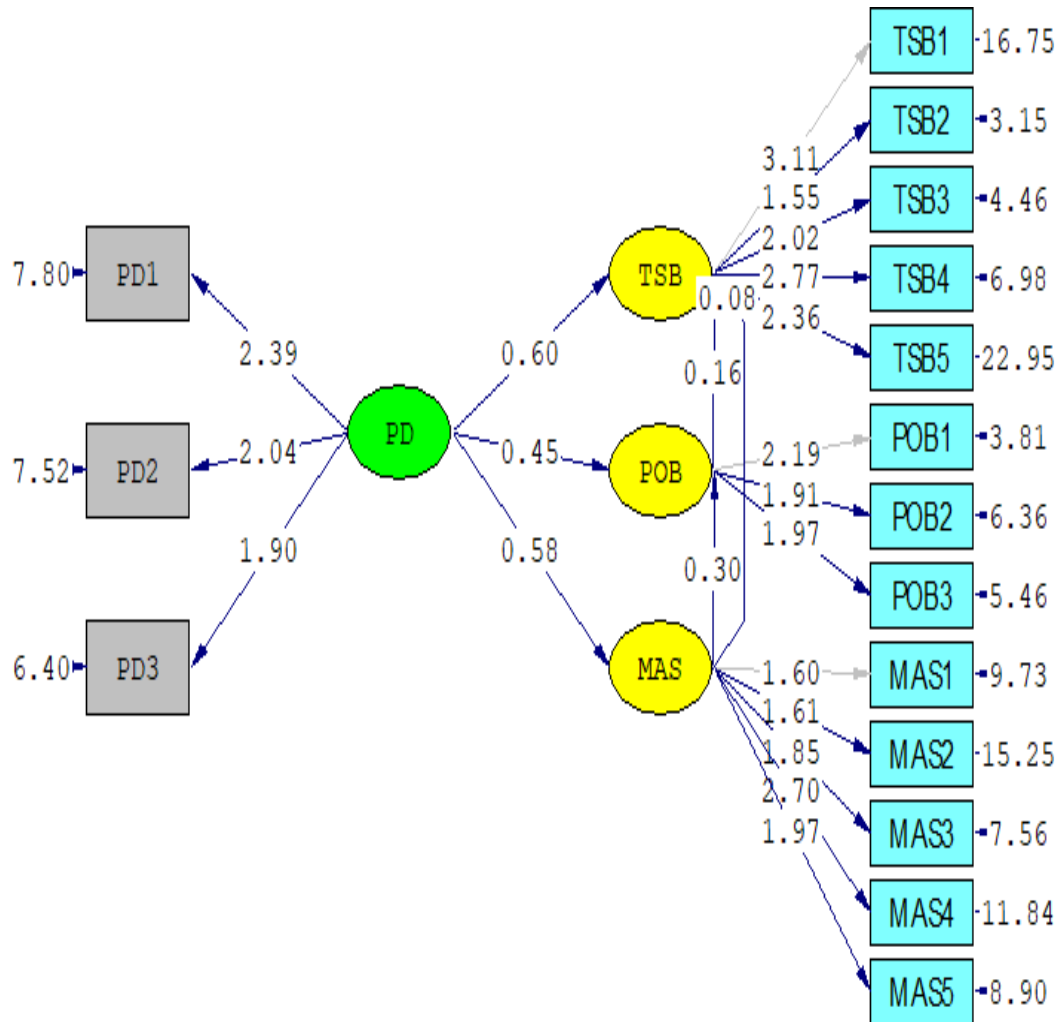 TSB1
-16.75
3.11
TSB2
3.15
1.55
TSB3
4.46
2.02
7.80
PD1
TSB
2.77
TSB4
6.98
0.08
2.36
2.39
0.60
TSB5
22.95
0.16
PD
POB1
3.81
7.52
PD2
2.04
0.45
POB
2.19
1.91
POB2
6.36
1.97
1.90
0.58
0.30
POB3
5.46
6.40
PD3
MAS
1.60
MAS1
9.73
1.61
1.85
MAS2
-15.25
2.70
1.97
MAS3
7.56
MAS4
-11.84
MAS5
8.90